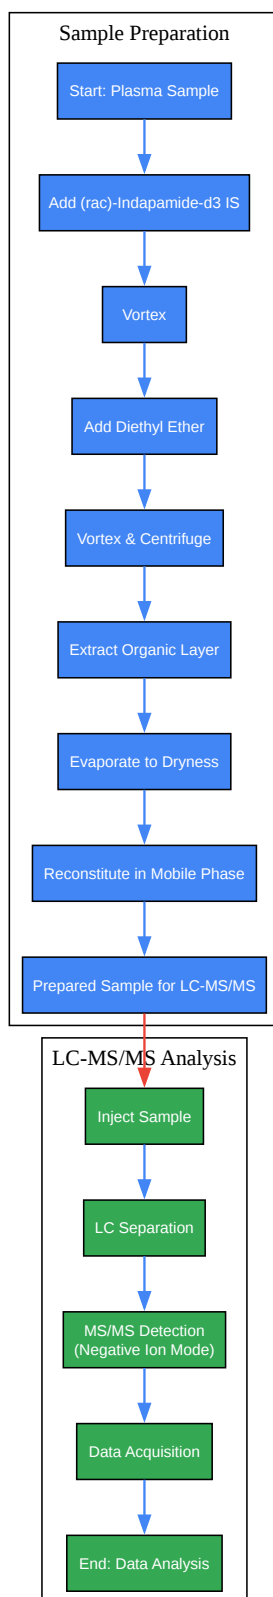 Sample Preparation
Start: Plasma Sample
Add (rac)-Indapamide-d3 IS
Vortex
Add Diethyl Ether
Vortex & Centrifuge
Extract Organic Layer
Evaporate to Dryness
Reconstitute in Mobile Phase
Prepared Sample for LC-MS/MS
LC-MS/MS Analysis
Inject Sample
LC Separation
MS/MS Detection
(Negative Ion Mode)
Data Acquisition
End: Data Analysis